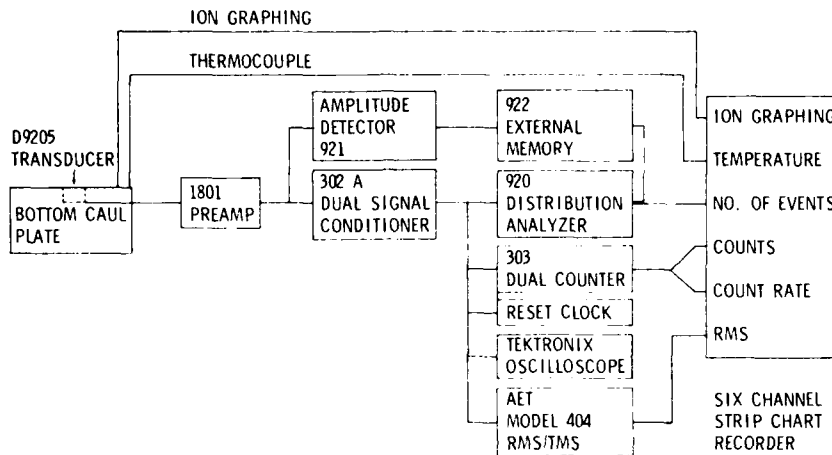 ION GRAPHING
THERMOCOUPLE
D9205
TRANSDUCER
BOTTOM CAUL
PLATE
1801
PREAMP
AMPLITUDE
DETECTOR
921
302 A
DUAL SIGNAL
CONDITIONER
922
EXTERNAL
MEMORY
920
DISTRIBUTION
ANALYZER
303
DUAL COUNTER
RESET CLOCK
TEKTRONIX
OSCILLOSCOPE
AET
MODEL 404
RMS/TMS
ION GRAPHING
TEMPERATURE
NO. OF EVENTS
COUNTS
COUNT RATE
RMS
SIX CHANNEL
STRIP CHART
RECORDER